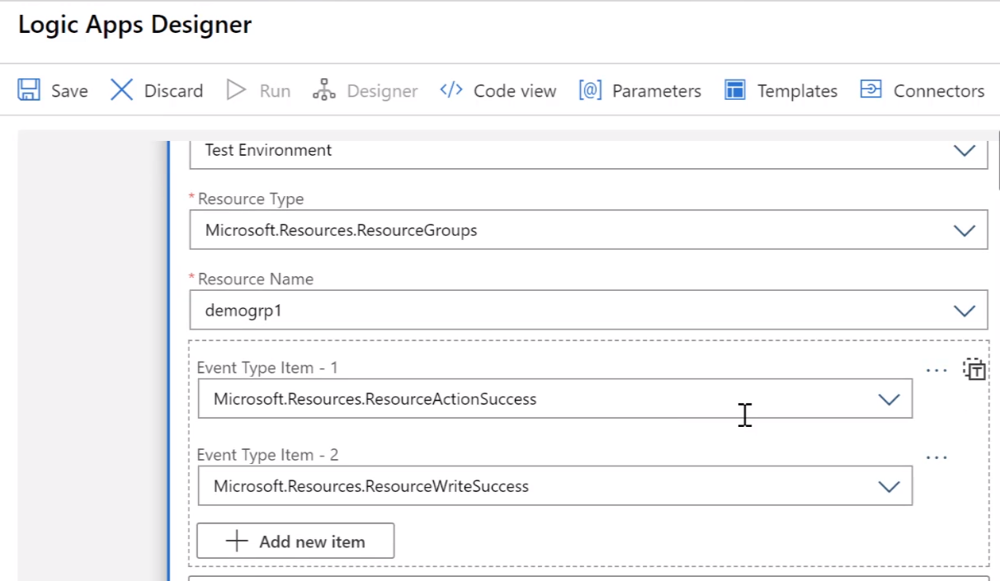 Logic Apps Designer
Save Discard Run Designer </> Code view [@] Parameters Templates Connectors
Test Environment
* Resource Type
Microsoft.Resources.ResourceGroups
* Resource Name
demogrp1
Event Type Item - 1 ... T
Microsoft.Resources.ResourceActionSuccess
Event Type Item - 2 ...
Microsoft.Resources.ResourceWriteSuccess
+ Add new item